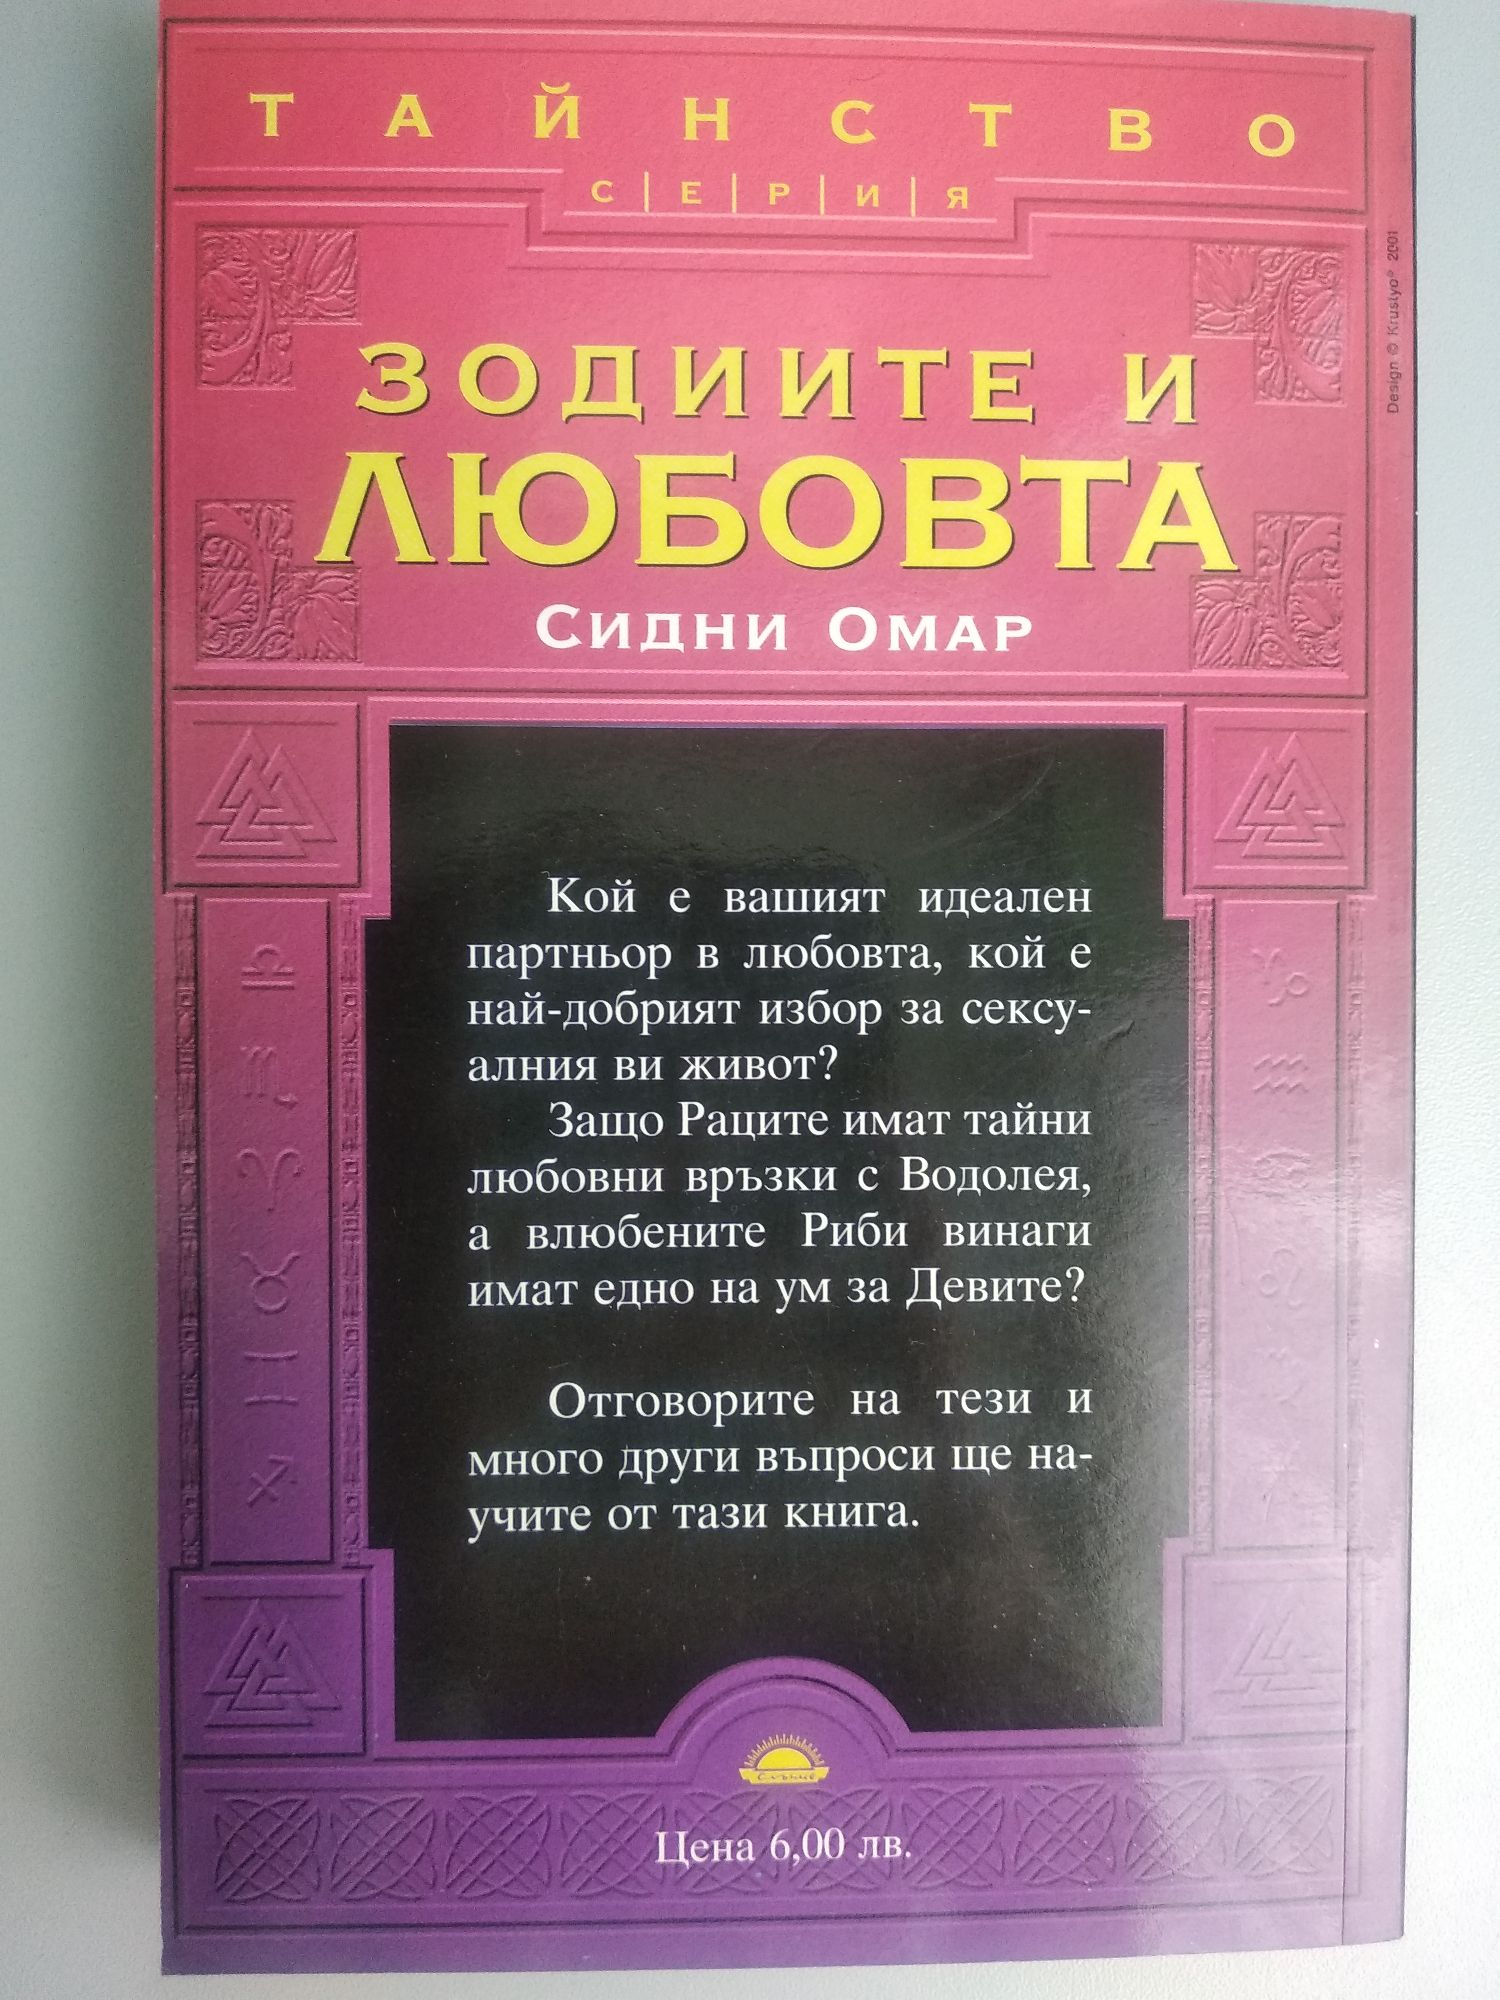 ТАЙНСТВО
С|Е|Р|И|Я
Design © Krustyo® 2001
ЗОДИИТЕ И
ЛЮБОВТА
Сидни Омар
Кой е вашият идеален
партньор в любовта, кой е
най-добрият избор за сексу-
алния ви живот?
Защо Раците имат тайни
любовни връзки с Водолея,
а влюбените Риби винаги
имат едно на ум за Девите?
Отговорите на тези и
много други въпроси ще на-
учите от тази книга.
Слънце
Цена 6,00 лв.